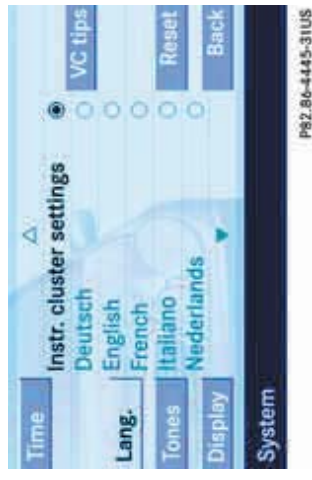 Time
Lang.
Tones
Display
Instr. cluster settings
Deutsch
English
French
Italiano
Nederlands
VC tips
Reset
Back
System
P82.86-4445-31US